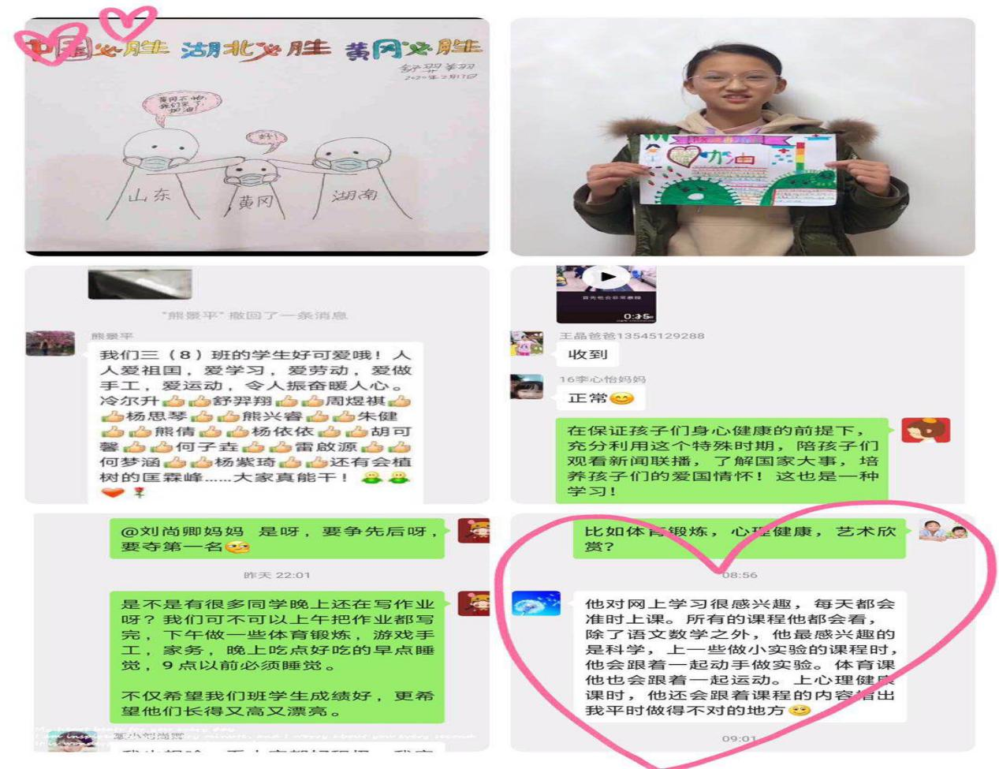 中国必胜 湖北必胜 黄冈必胜
舒羿翔
2020年2月17日
黄冈不怕,
我们来了,
加油!
好!
山东
黄冈
湖南
加油
"熊景平"撤回了一条消息
熊景平
我们三（8）班的学生好可爱哦！人
人爱祖国，爱学习，爱劳动，爱做
手工，爱运动，令人振奋暖人心。
冷尔升👍👍舒羿翔👍👍周煜祺👍
👍杨思琴👍👍熊兴睿👍👍朱健
👍👍熊倩👍👍杨依依👍👍胡可
馨👍👍何子垚👍👍雷啟源👍👍
何梦涵👍👍杨紫琦👍👍还有会植
树的匡霖峰......大家真能干！
首先他会非常暴躁
0:15
王晶爸爸13545129288
收到
16李心怡妈妈
正常😊
在保证孩子们身心健康的前提下，
充分利用这个特殊时期，陪孩子们
观看新闻联播，了解国家大事，培
养孩子们的爱国情怀！这也是一种
学习！
@刘尚卿妈妈 是呀，要争先后呀，
要夺第一名
昨天 22:01
是不是有很多同学晚上还在写作业
呀？我们可不可以上午把作业都写
完，下午做一些体育锻炼，游戏手
工，家务，晚上吃点好吃的早点睡
觉，9点以前必须睡觉。
不仅希望我们班学生成绩好，更希
望他们长得又高又漂亮。
比如体育锻炼，心理健康，艺术欣
赏？
08:56
他对网上学习很感兴趣，每天都会
准时上课。所有的课程他都会看，
除了语文数学之外，他最感兴趣的
是科学，上一些做小实验的课程时，
他会跟着一起动手做实验。体育课
他也会跟着一起运动。上心理健康
课时，他还会跟着课程的内容指出
我平时做得不对的地方
09:01